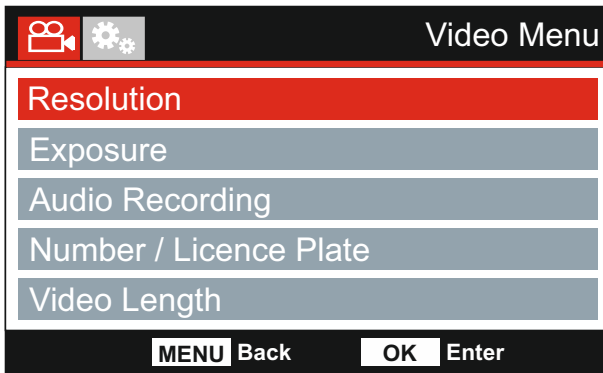 Video Menu
Resolution
Exposure
Audio Recording
Number / Licence Plate
Video Length
MENU Back OK Enter